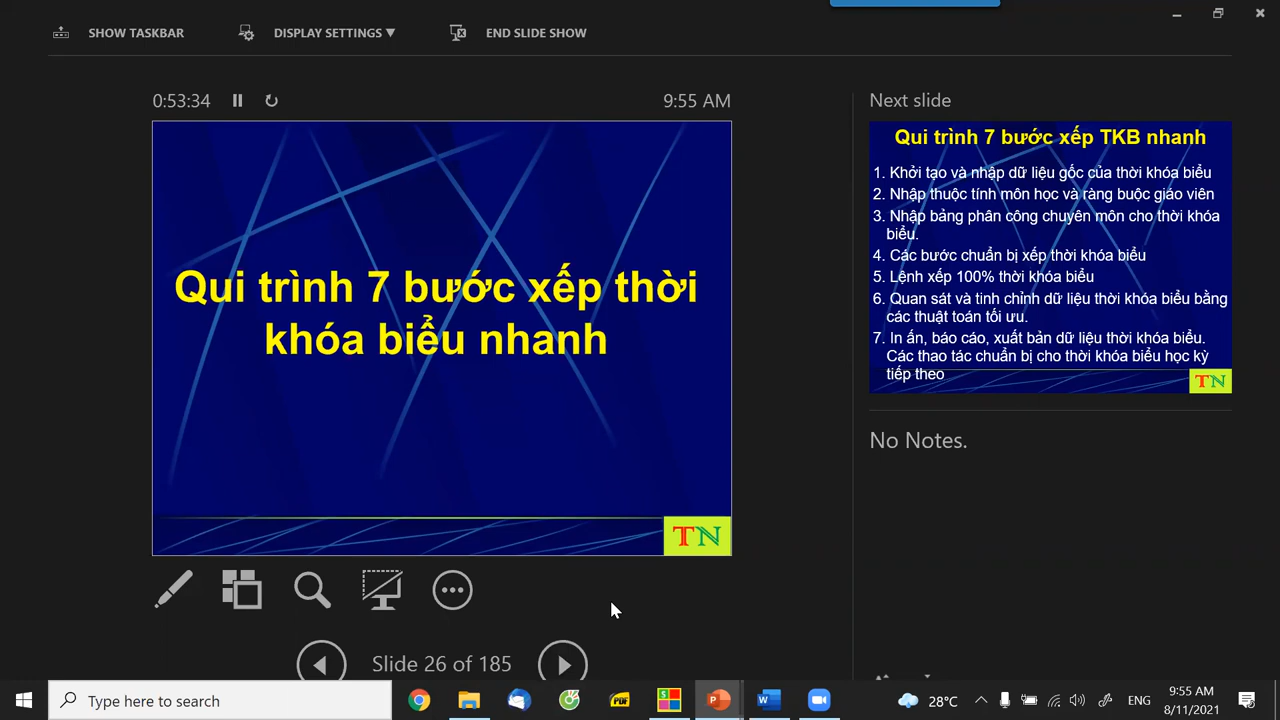 SHOW TASKBAR
DISPLAY SETTINGS ▼
END SLIDE SHOW
0:53:34
9:55 AM
Qui trình 7 bước xếp thời
khóa biểu nhanh
TN
Slide 26 of 185
Next slide
Qui trình 7 bước xếp TKB nhanh
1. Khởi tạo và nhập dữ liệu gốc của thời khóa biểu
2. Nhập thuộc tính môn học và ràng buộc giáo viên
3. Nhập bảng phân công chuyên môn cho thời khóa
biểu.
4. Các bước chuẩn bị xếp thời khóa biểu
5. Lệnh xếp 100% thời khóa biểu
6. Quan sát và tinh chỉnh dữ liệu thời khóa biểu bằng
các thuật toán tối ưu.
7. In ấn, báo cáo, xuất bản dữ liệu thời khóa biểu.
Các thao tác chuẩn bị cho thời khóa biểu học kỳ
tiếp theo
TN
No Notes.
Type here to search
PDF
28°C
ENG
9:55 AM
8/11/2021